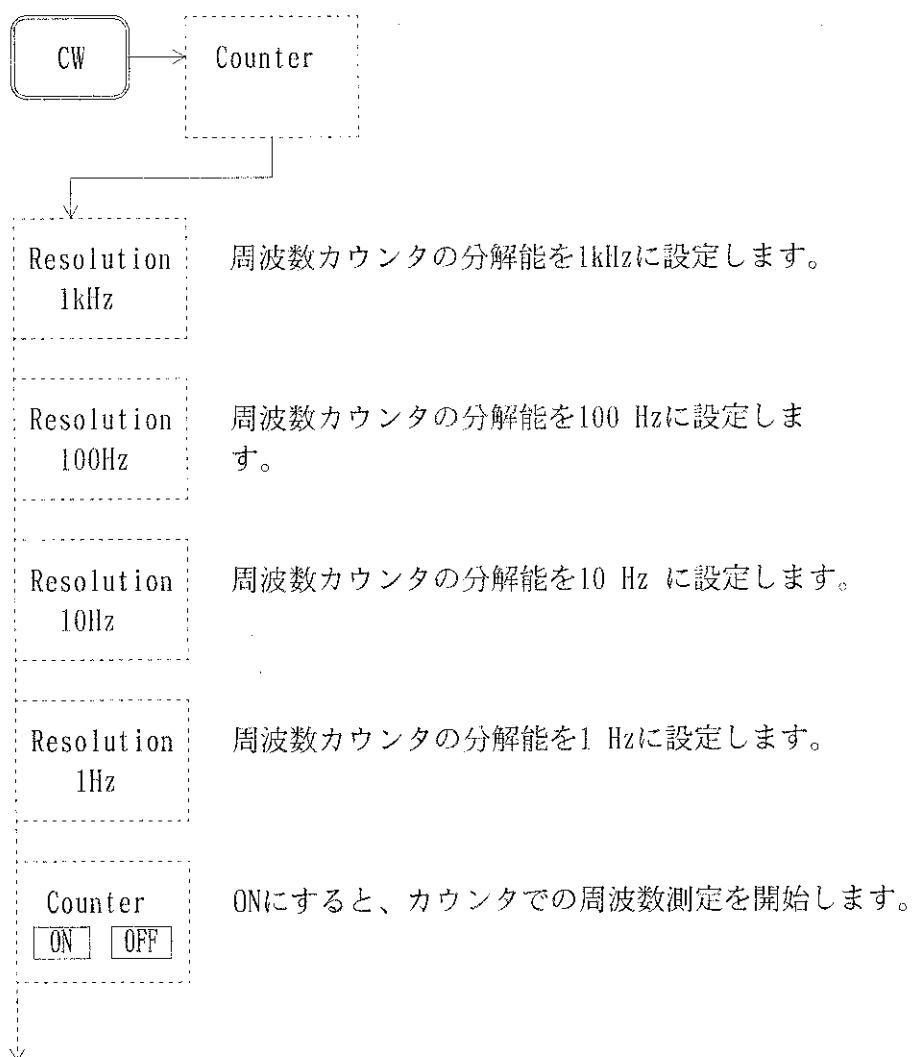 CW
Counter
Resolution
1kHz
周波数カウンタの分解能を1kHzに設定します。
Resolution
100Hz
周波数カウンタの分解能を100 Hzに設定しま
す。
Resolution
10Hz
周波数カウンタの分解能を10 Hz に設定します。
Resolution
1Hz
周波数カウンタの分解能を1 Hzに設定します。
Counter
ON OFF
ONにすると、カウンタでの周波数測定を開始します。